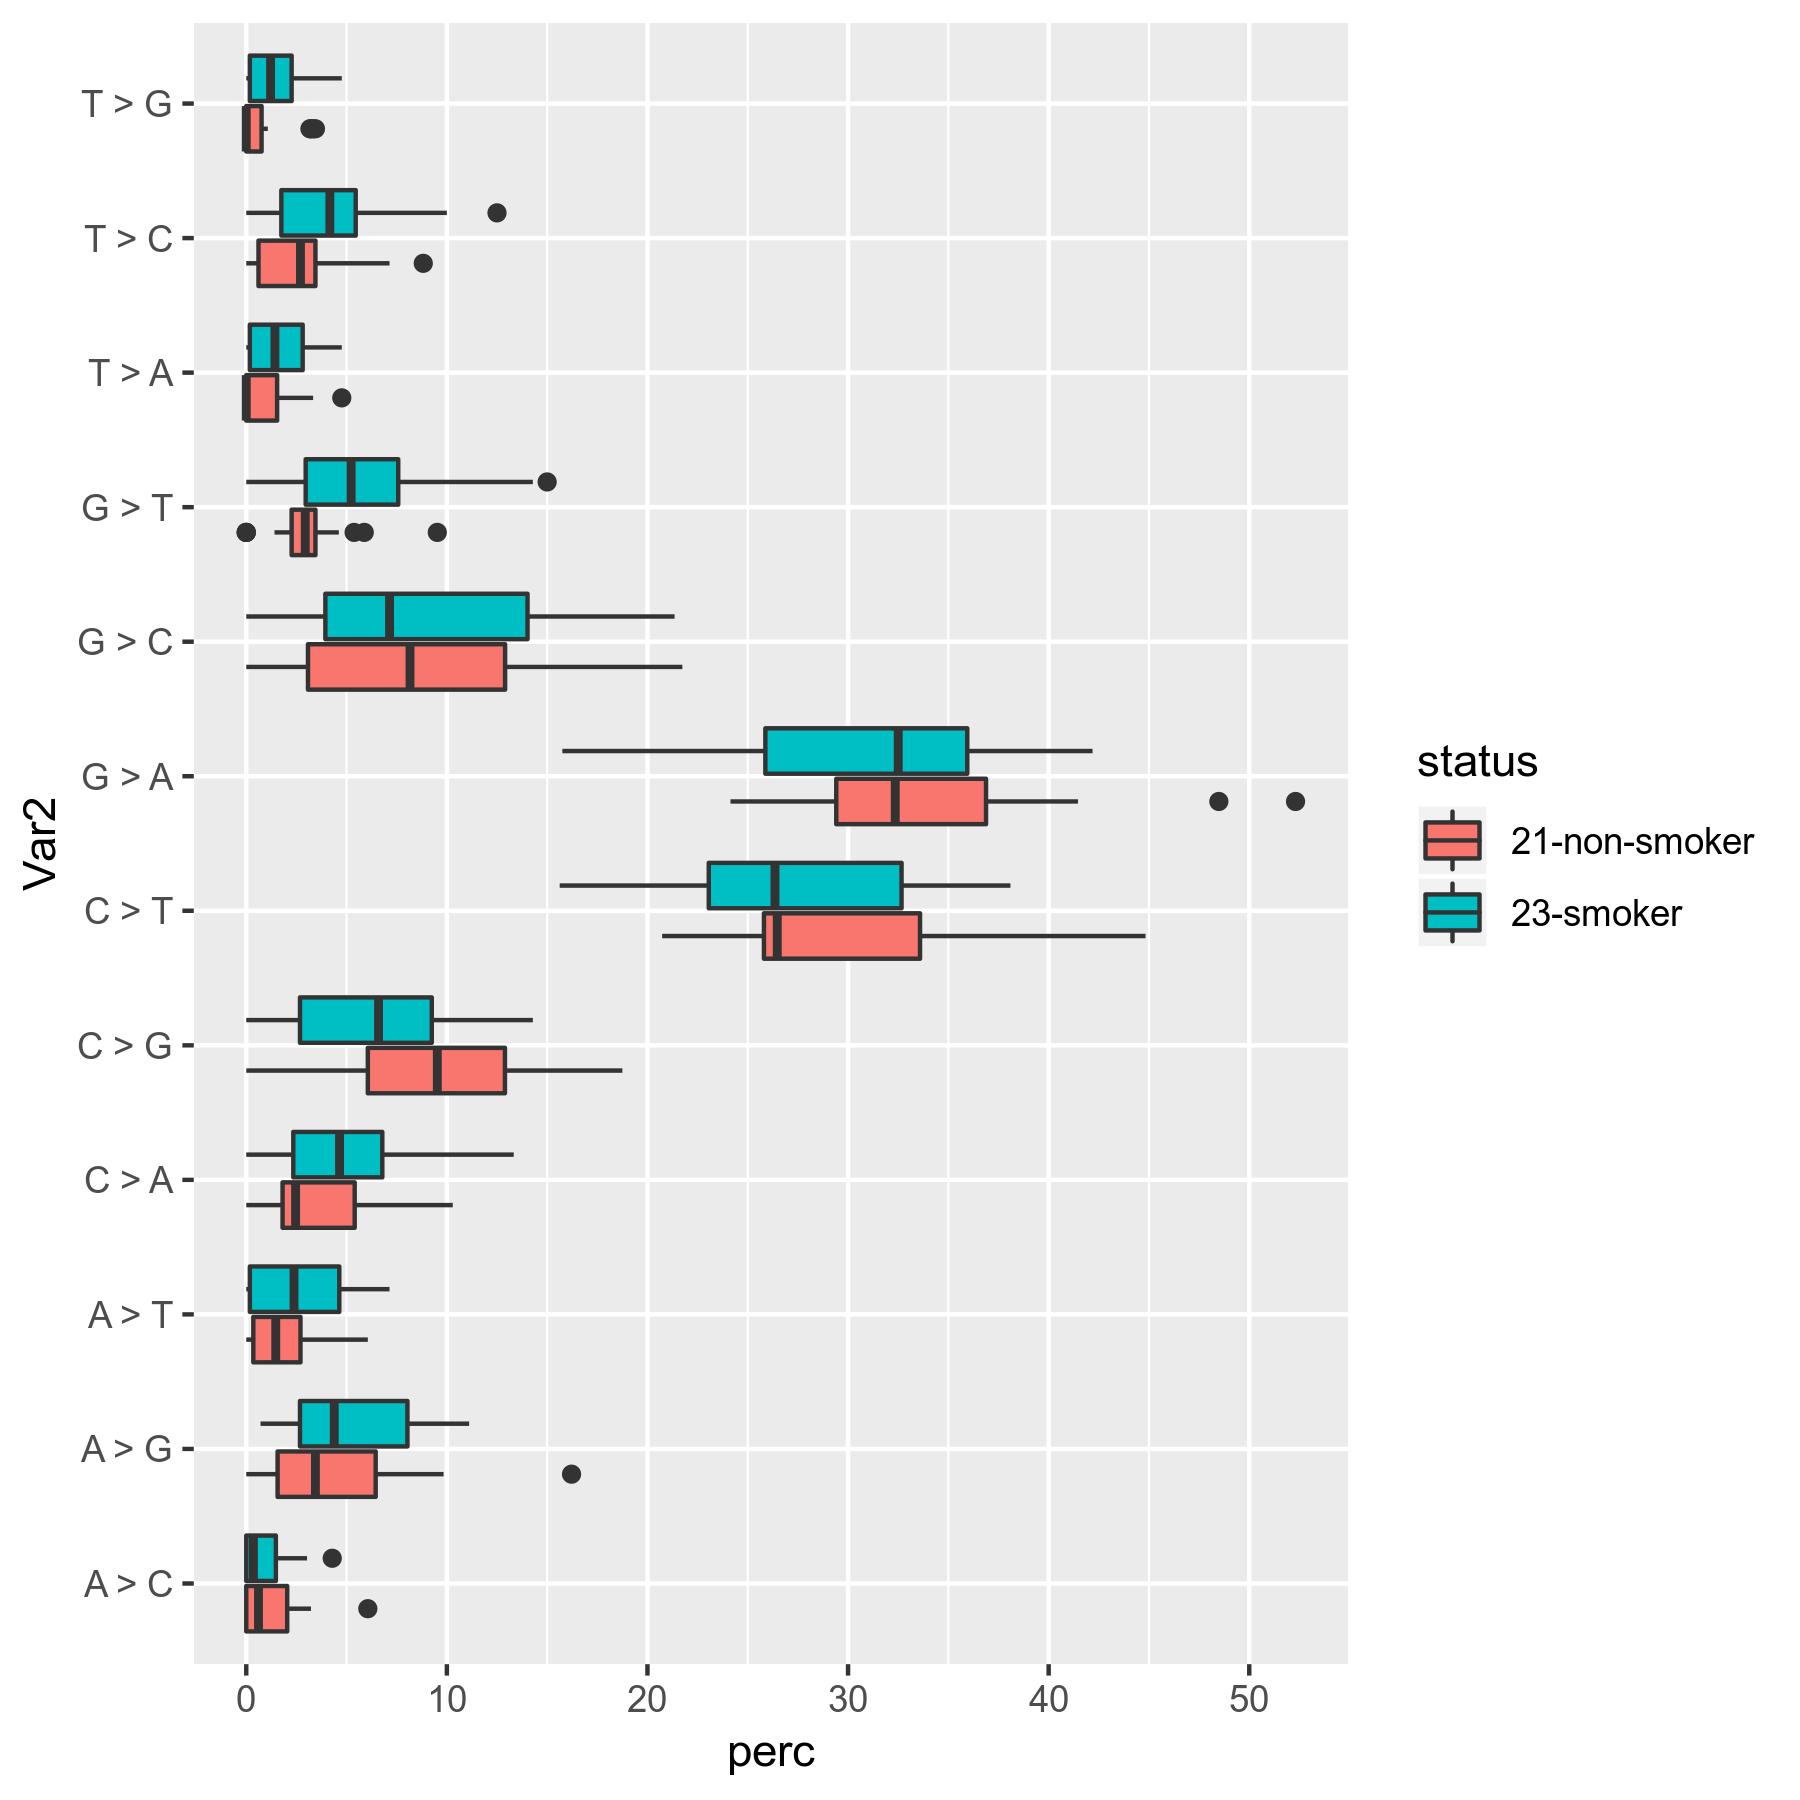 T > G
T > C
T > A
G > T
G > C
G > A
C > T
C > G
C > A
A > T
A > G
A > C
Var2
0 10 20 30 40 50
perc
status
21-non-smoker
23-smoker